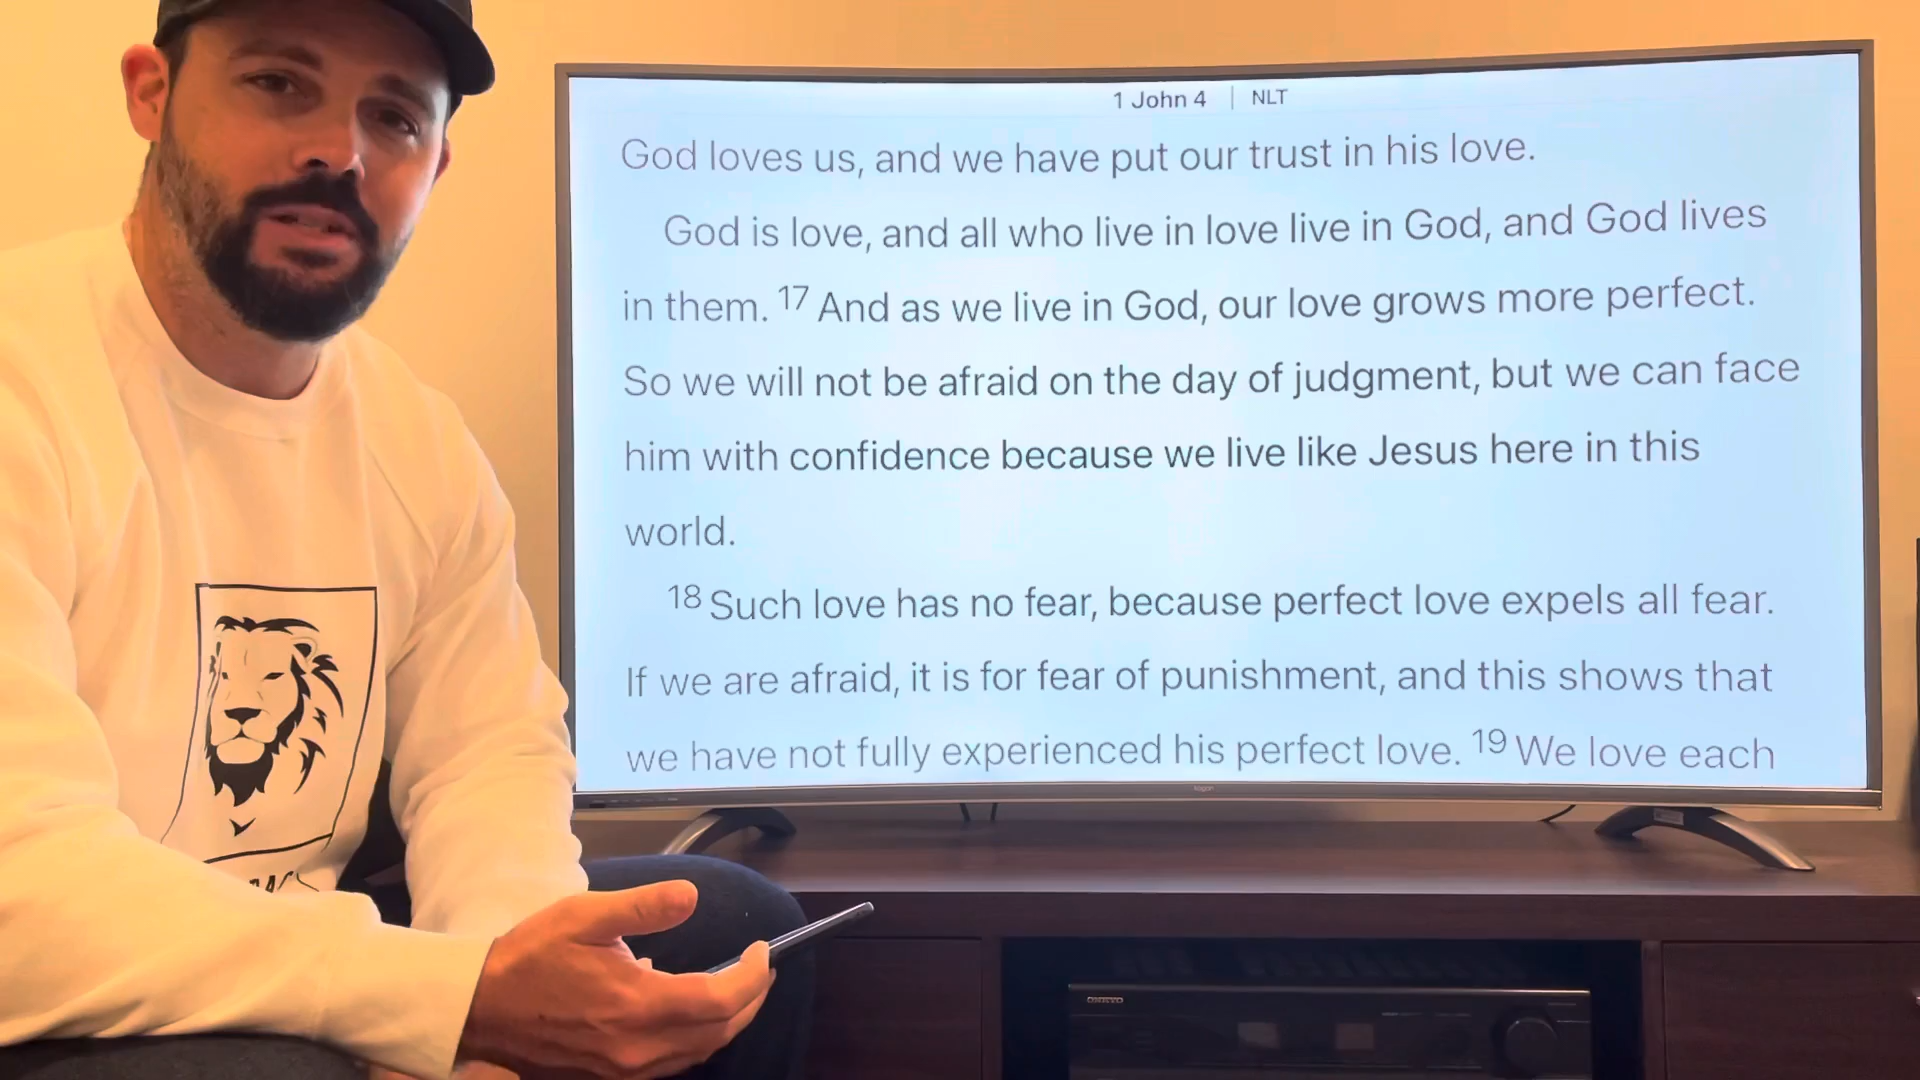 1 John 4 | NLT
God loves us, and we have put our trust in his love.
God is love, and all who live in love live in God, and God lives
in them. 17 And as we live in God, our love grows more perfect.
So we will not be afraid on the day of judgment, but we can face
him with confidence because we live like Jesus here in this
world.
18 Such love has no fear, because perfect love expels all fear.
If we are afraid, it is for fear of punishment, and this shows that
we have not fully experienced his perfect love. 19 We love each
kogan
ONKYO